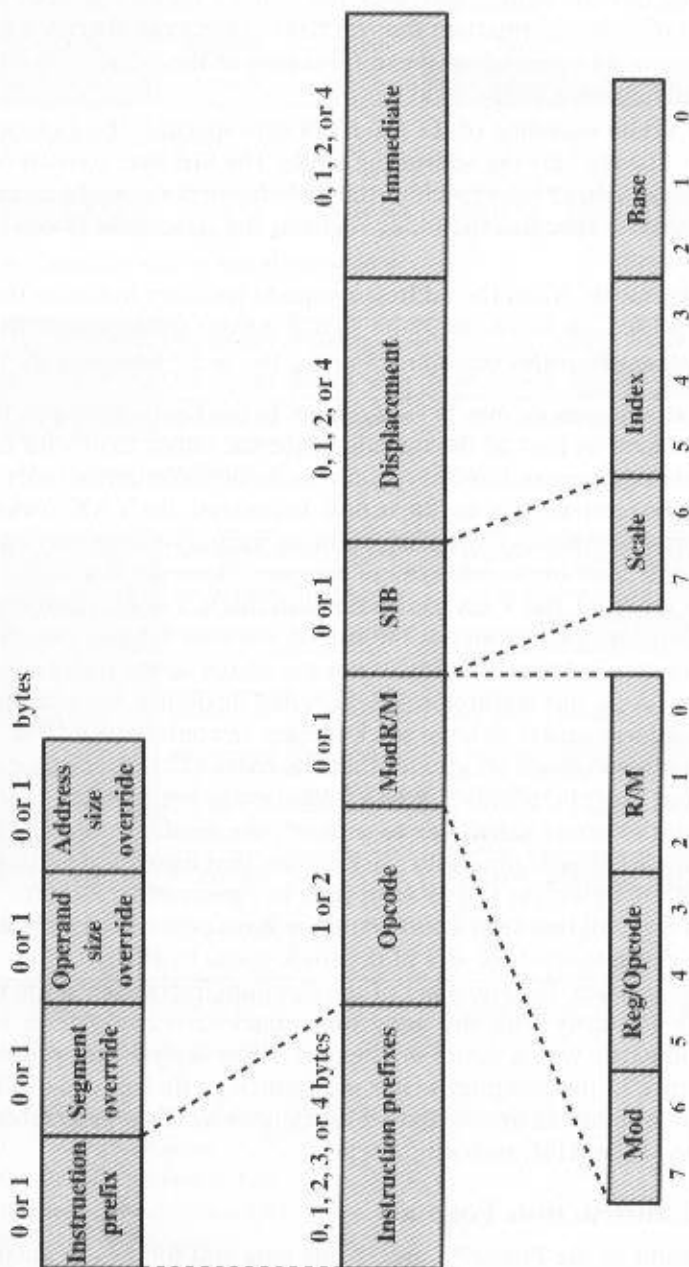 0 or 1 0 or 1 0 or 1 0 or 1 bytes
Instruction prefix Segment override Operand size override Address size override
0, 1, 2, 3, or 4 bytes 1 or 2 0 or 1 0 or 1 0, 1, 2, or 4 0, 1, 2, or 4
Instruction prefixes Opcode ModR/M SIB Displacement Immediate
Mod Reg/Opcode R/M Scale Index Base
7 6 5 4 3 2 1 0 7 6 5 4 3 2 1 0